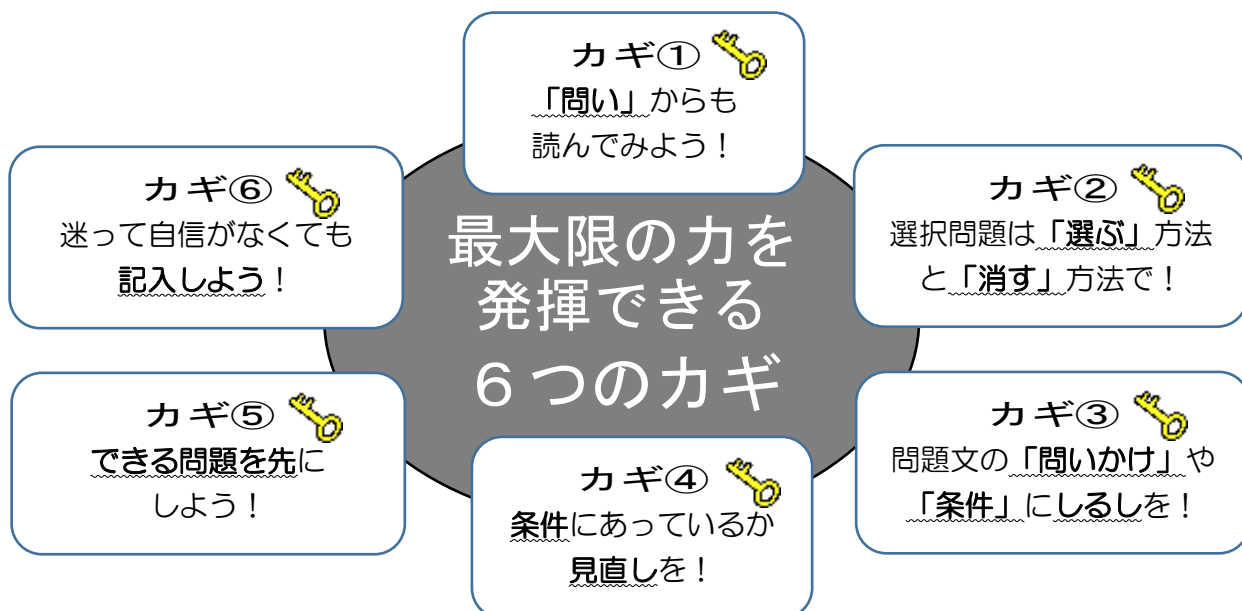 最大限の力を
発揮できる
６つのカギ
カギ①
「問い」からも
読んでみよう！
カギ②
選択問題は「選ぶ」方法
と「消す」方法で！
カギ③
問題文の「問いかけ」や
「条件」にしるしを！
カギ④
条件にあっているか
見直しを！
カギ⑤
できる問題を先に
しよう！
カギ⑥
迷って自信がなくても
記入しよう！